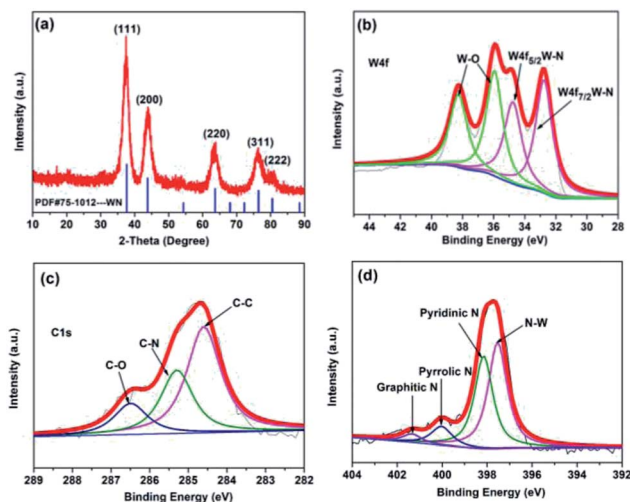 (a)
(111)
(200)
(220)
(311)
(222)
PDF#75-1012---WN
Intensity (a.u.)
10 20 30 40 50 60 70 80 90
2-Theta (Degree)
(b)
W4f
W-O
W4f5/2W-N
W4f7/2W-N
Intensity (a.u.)
44 42 40 38 36 34 32 30 28
Binding Energy (eV)
(c)
C1s
C-C
C-N
C-O
Intensity (a.u.)
289 288 287 286 285 284 283 282
Binding Energy (eV)
(d)
Pyridinic N
N-W
Pyrrolic N
Graphitic N
Intensity (a.u.)
404 402 400 398 396 394 392
Binding Energy (eV)